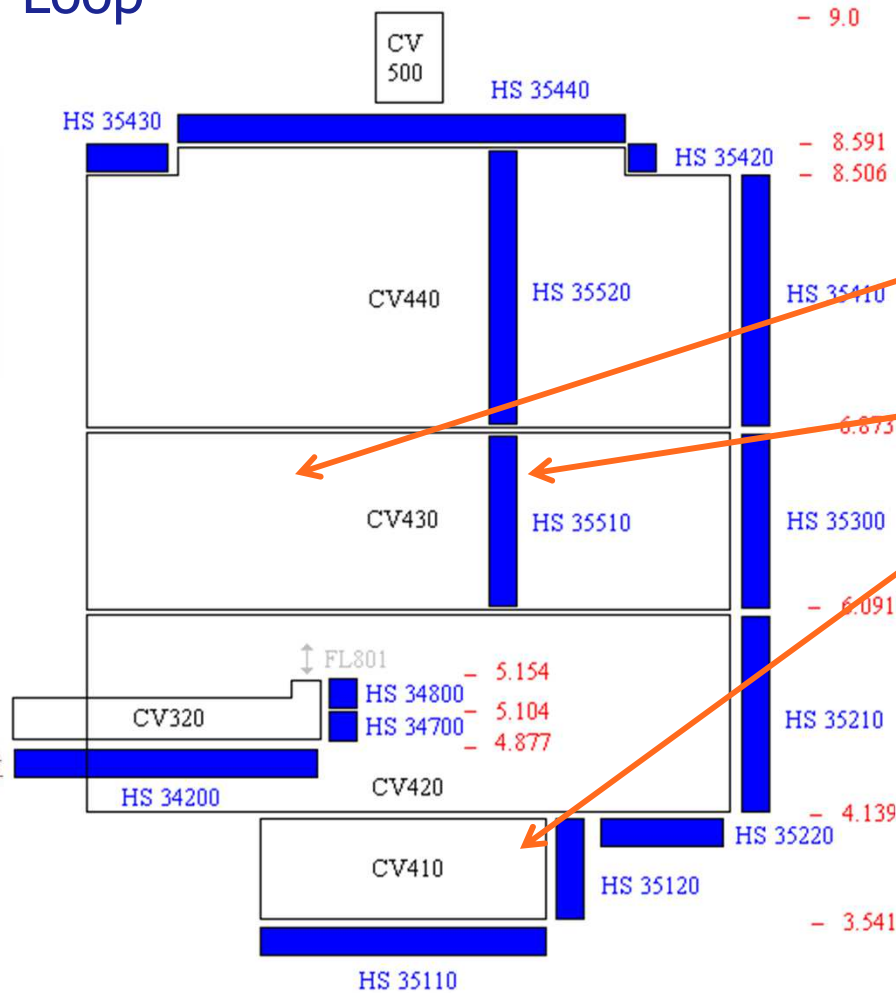 Loop
9.0
CV
500
HS 35440
HS 35430
8.591
HS 35420
8.506
HS 35520
HS 35410
CV440
6.873
CV430
HS 35510
HS 35300
6.091
FL801
5.154
HS 34800
5.104
CV320
HS 34700
HS 35210
4.877
CV420
HS 34200
4.139
HS 35220
CV410
HS 35120
3.541
HS 35110